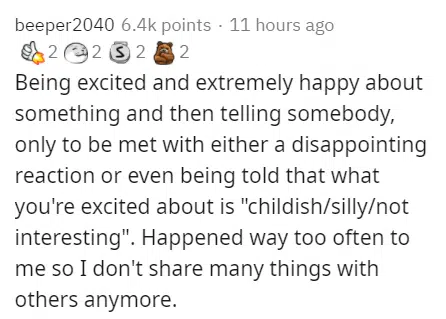 beeper2040 6.4k points · 11 hours ago
2 2 S 2 2
Being excited and extremely happy about
something and then telling somebody,
only to be met with either a disappointing
reaction or even being told that what
you're excited about is "childish/silly/not
interesting". Happened way too often to
me so I don't share many things with
others anymore.